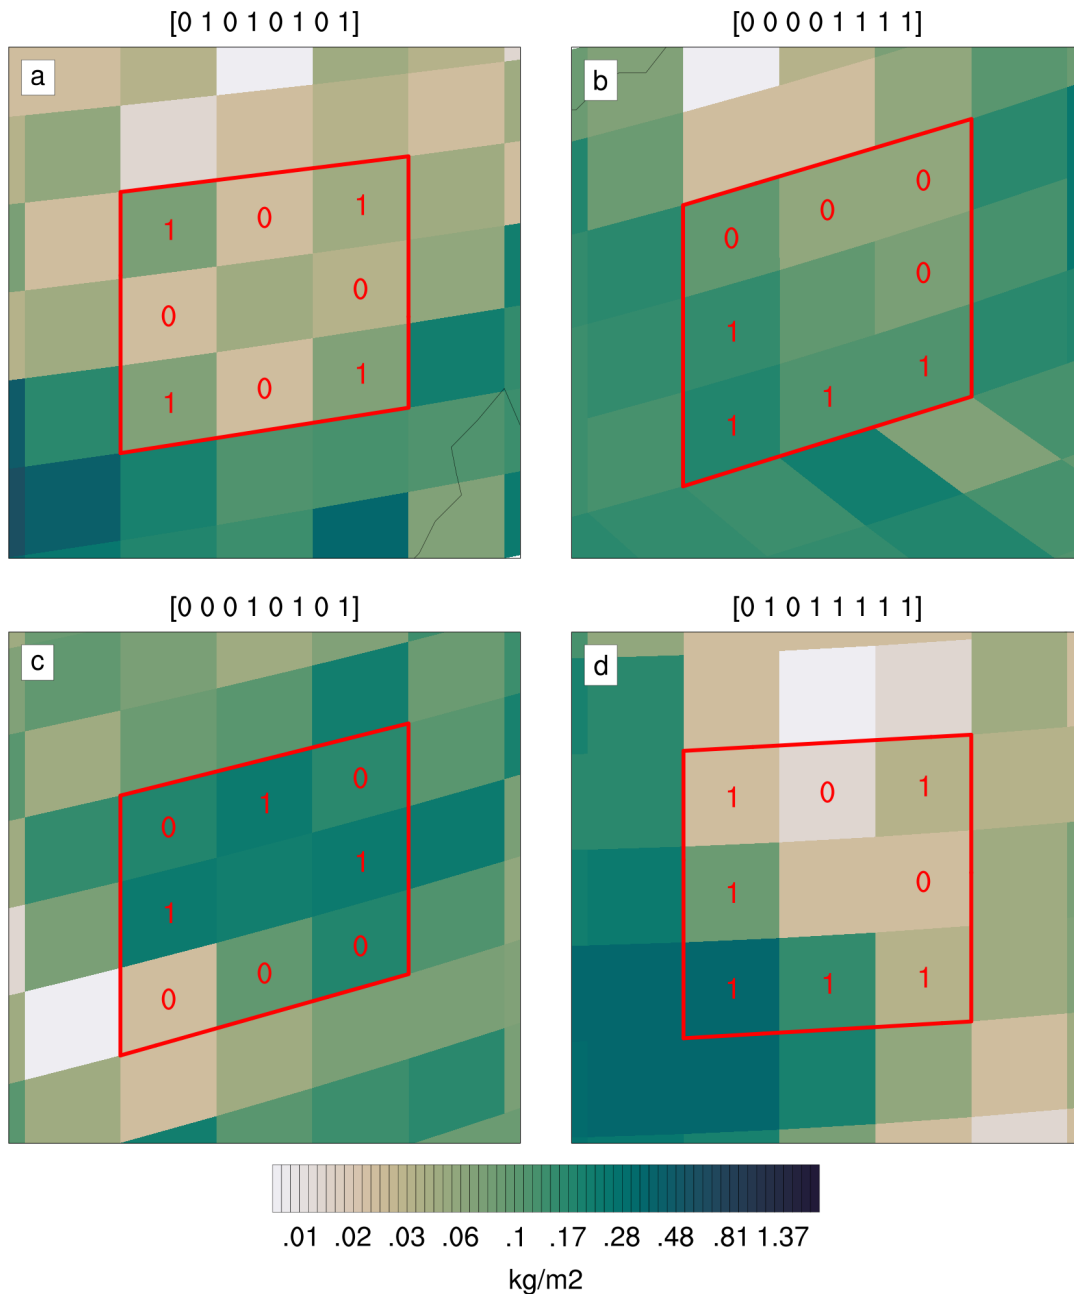 [0 1 0 1 0 1 0 1]
[0 0 0 0 1 1 1 1]
a
1 0 1
0 0
1 0 1
b
0 0 0
1 0
1 1 1
[0 0 0 1 0 1 0 1]
[0 1 0 1 1 1 1 1]
c
0 1 0
1 1
0 0 0
d
1 0 1
1 0
1 1 1
.01 .02 .03 .06 .1 .17 .28 .48 .81 1.37
kg/m2